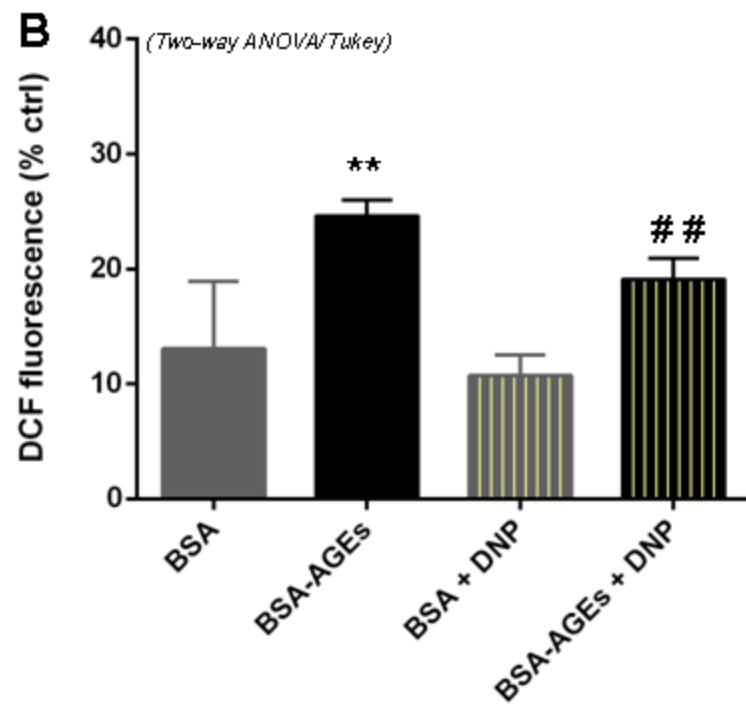 B
(Two-way ANOVA/Tukey)
DCF fluorescence (% ctrl)
40
30
20
10
0
**
##
BSA
BSA-AGEs
BSA + DNP
BSA-AGEs + DNP